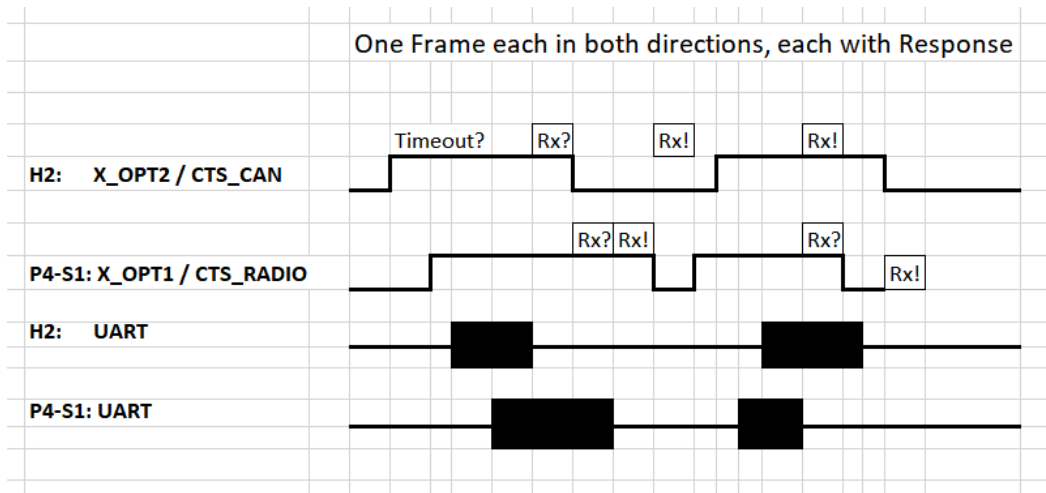 One Frame each in both directions, each with Response
Timeout? Rx? Rx! Rx!
H2: X_OPT2 / CTS_CAN
Rx? Rx! Rx?
P4-S1: X_OPT1 / CTS_RADIO Rx!
H2: UART
P4-S1: UART